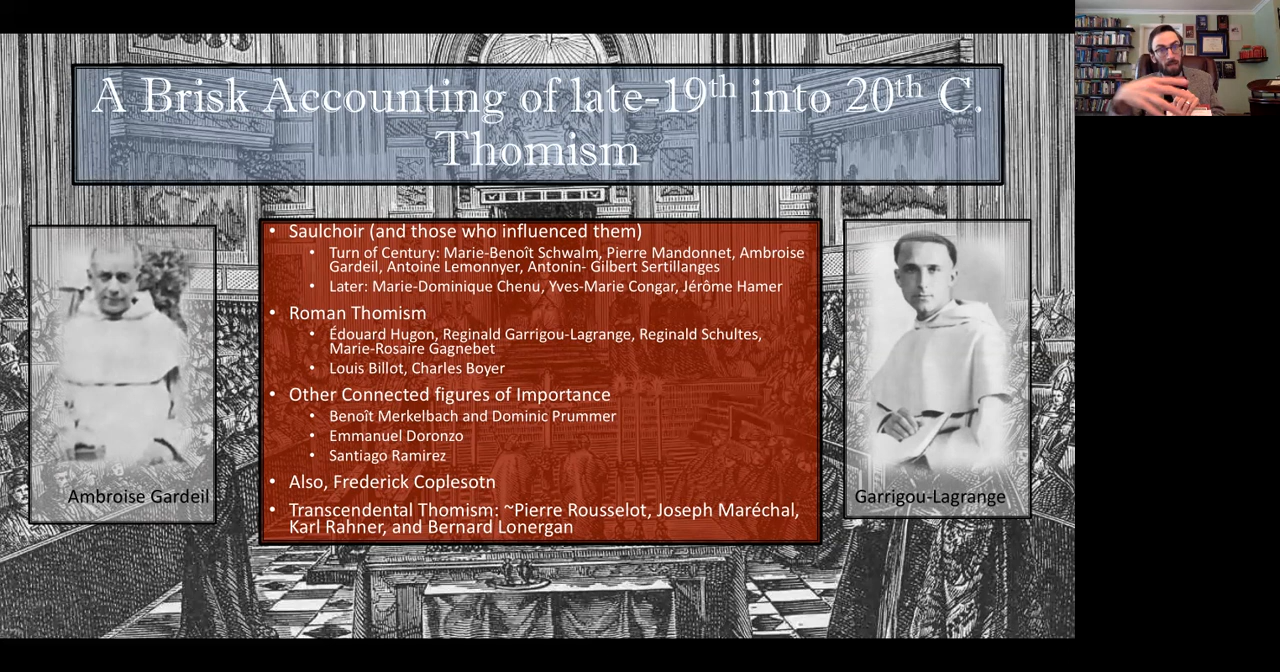 A Brisk Accounting of late-19th into 20th C.
Thomism
• Saulchoir (and those who influenced them)
• Turn of Century: Marie-Benoît Schwalm, Pierre Mandonnet, Ambroise
Gardeil, Antoine Lemonnyer, Antonin- Gilbert Sertillanges
• Later: Marie-Dominique Chenu, Yves-Marie Congar, Jérôme Hamer
• Roman Thomism
• Édouard Hugon, Reginald Garrigou-Lagrange, Reginald Schultes,
Marie-Rosaire Gagnebet
• Louis Billot, Charles Boyer
• Other Connected figures of Importance
• Benoît Merkelbach and Dominic Prummer
• Emmanuel Doronzo
• Santiago Ramirez
• Also, Frederick Coplesotn
• Transcendental Thomism: ~Pierre Rousselot, Joseph Maréchal,
Karl Rahner, and Bernard Lonergan
Ambroise Gardeil
Garrigou-Lagrange